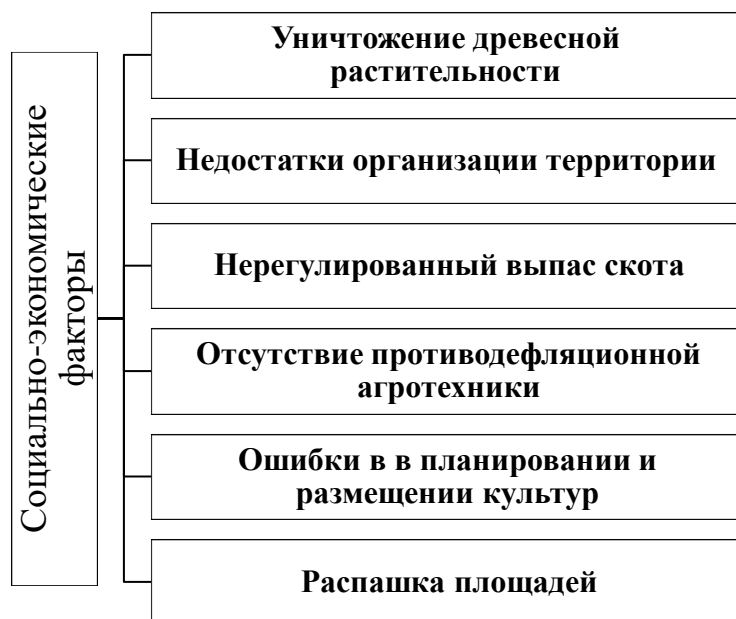 Социально-экономические
факторы
Уничтожение древесной
растительности
Недостатки организации территории
Нерегулированный выпас скота
Отсутствие противодефляционной
агротехники
Ошибки в в планировании и
размещении культур
Распашка площадей